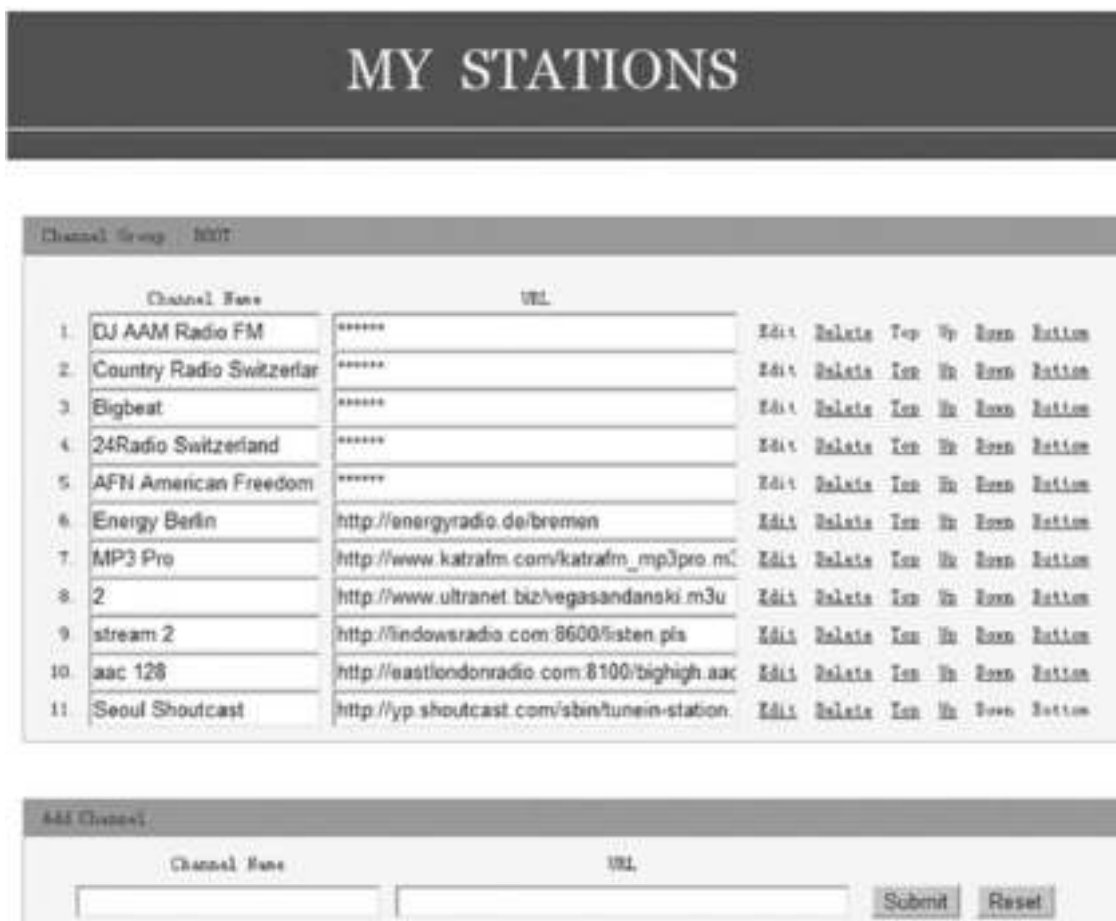 MY STATIONS
Channel Group ROOT
Channel Name URL
1. DJ AAM Radio FM ****** Edit Delete Top Up Down Bottom
2. Country Radio Switzerlar ****** Edit Delete Top Up Down Bottom
3. Bigbeat ****** Edit Delete Top Up Down Bottom
4. 24Radio Switzerland ****** Edit Delete Top Up Down Bottom
5. AFN American Freedom ****** Edit Delete Top Up Down Bottom
6. Energy Berlin http://energyradio.de/bremen Edit Delete Top Up Down Bottom
7. MP3 Pro http://www.katrafm.com/katrafm_mp3pro.m3 Edit Delete Top Up Down Bottom
8. 2 http://www.ultranet.biz/vegasandanski.m3u Edit Delete Top Up Down Bottom
9. stream 2 http://lindowsradio.com:8600/listen.pls Edit Delete Top Up Down Bottom
10. aac 128 http://eastlondonradio.com:8100/bighigh.aac Edit Delete Top Up Down Bottom
11. Seoul Shoutcast http://yp.shoutcast.com/sbin/tunein-station. Edit Delete Top Up Down Bottom
Add Channel
Channel Name URL
Submit Reset